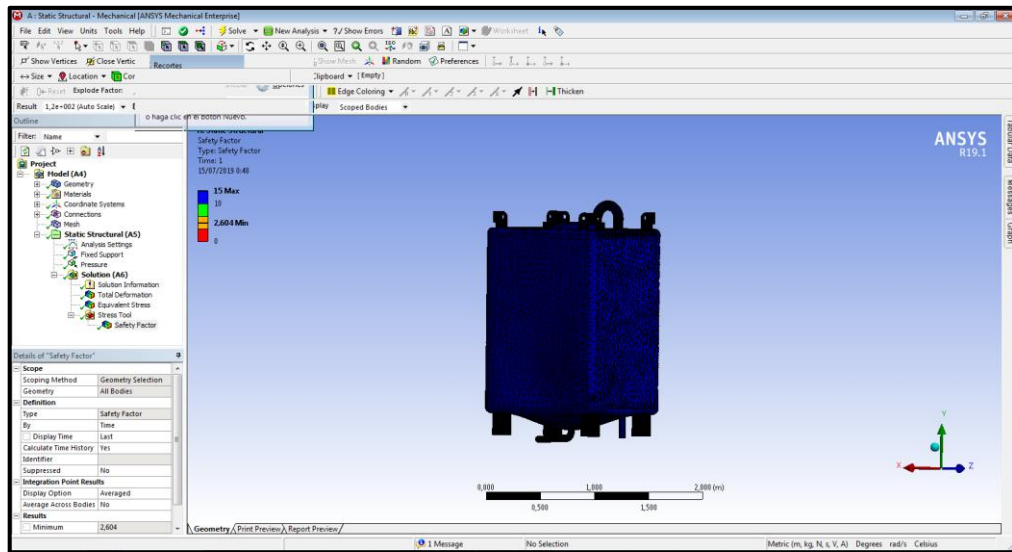 A : Static Structural - Mechanical [ANSYS Mechanical Enterprise]
File Edit View Units Tools Help Solve New Analysis ?/ Show Errors Worksheet
Show Vertices Close Vertic Recortes Show Mesh Random Preferences
Size Location Cor Clipboard [Empty]
Reset Explode Factor: Edge Coloring Thicken
Result 1,2e+002 (Auto Scale) Scoped Bodies
o haga clic en el botón Nuevo.
Outline
Filter: Name
Project
Model (A4)
Geometry
Materials
Coordinate Systems
Connections
Mesh
Static Structural (A5)
Analysis Settings
Fixed Support
Pressure
Solution (A6)
Solution Information
Total Deformation
Equivalent Stress
Stress Tool
Safety Factor
Details of "Safety Factor"
Scope
Scoping Method Geometry Selection
Geometry All Bodies
Definition
Type Safety Factor
By Time
Display Time Last
Calculate Time History Yes
Identifier
Suppressed No
Integration Point Results
Display Option Averaged
Average Across Bodies No
Results
Minimum 2,604
A: Static Structural
Safety Factor
Type: Safety Factor
Time: 1
15/07/2019 0:48
15 Max
10
2,604 Min
0
ANSYS
R19.1
Tabular Data
Messages
Graph
Y
X
Z
0,000 1,000 2,000 (m)
0,500 1,500
Geometry Print Preview Report Preview
1 Message No Selection Metric (m, kg, N, s, V, A) Degrees rad/s Celsius